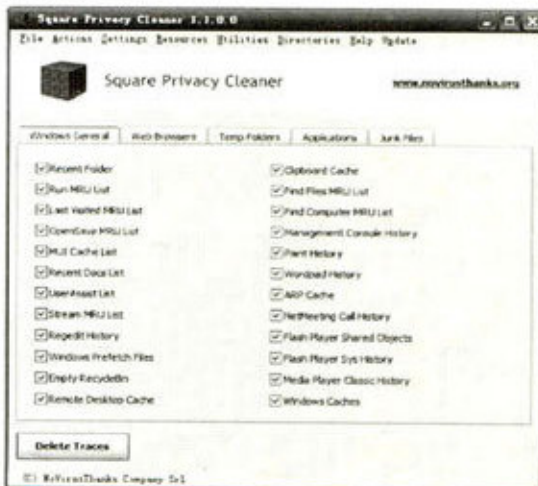 Square Privacy Cleaner 1.1.0.0
File Actions Settings Resources Utilities Directories Help Update
Square Privacy Cleaner
www.novirusthanks.org
Windows General Web Browsers Temp Folders Applications Junk Files
Recent Folder
Run MRU List
Last Visited MRU List
OpenSave MRU List
MUI Cache List
Recent Docs List
UserAssist List
Stream MRU List
Regedit History
Windows Prefetch Files
Empty RecycleBin
Remote Desktop Cache
Clipboard Cache
Find Files MRU List
Find Computer MRU List
Management Console History
Paint History
Wordpad History
ARP Cache
NetMeeting Call History
Flash Player Shared Objects
Flash Player Sys History
Media Player Classic History
Windows Caches
Delete Traces
(C) NoVirusThanks Company Srl